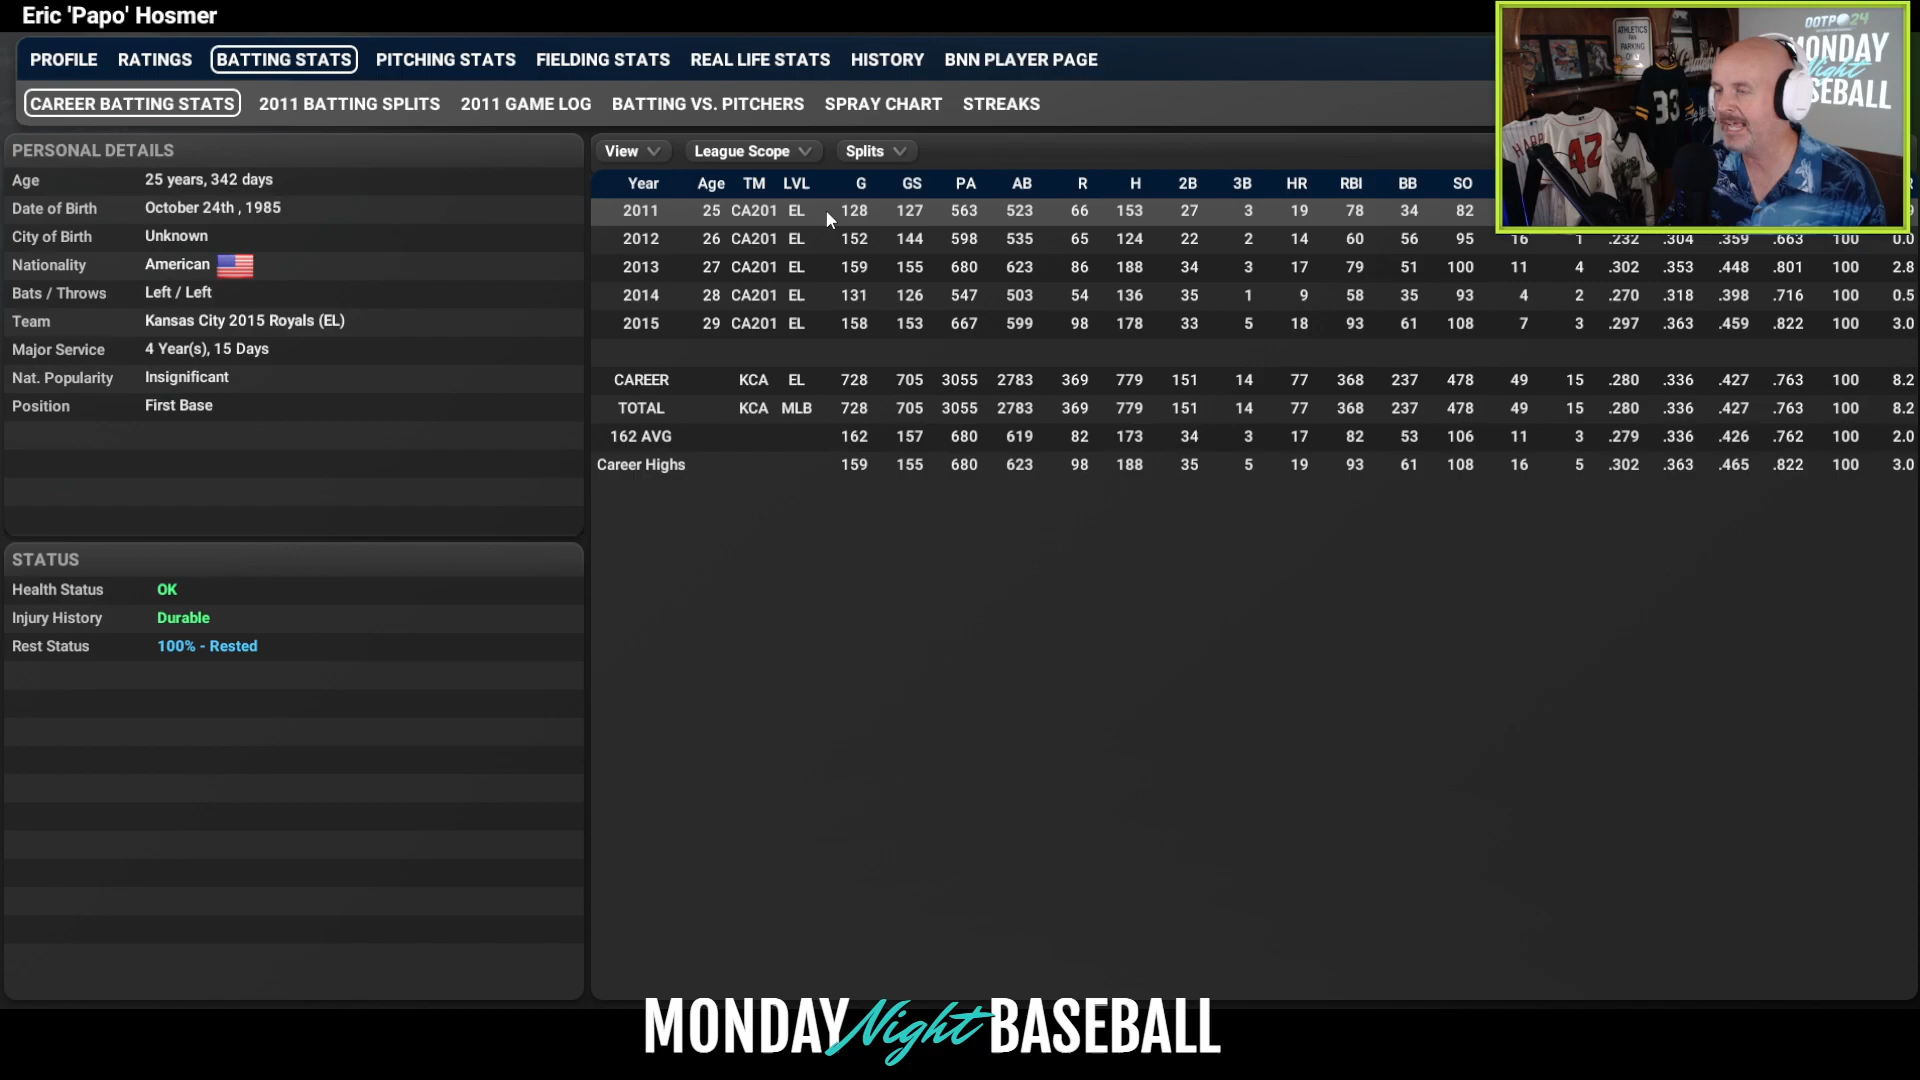 Eric 'Papo' Hosmer
PROFILE RATINGS BATTING STATS PITCHING STATS FIELDING STATS REAL LIFE STATS HISTORY BNN PLAYER PAGE
CAREER BATTING STATS 2011 BATTING SPLITS 2011 GAME LOG BATTING VS. PITCHERS SPRAY CHART STREAKS
OOTP 24
MONDAY
Night
BASEBALL
ATHLETICS
FAN
PARKING
ONLY
33
42
PERSONAL DETAILS
Age 25 years, 342 days
Date of Birth October 24th , 1985
City of Birth Unknown
Nationality American
Bats / Throws Left / Left
Team Kansas City 2015 Royals (EL)
Major Service 4 Year(s), 15 Days
Nat. Popularity Insignificant
Position First Base
STATUS
Health Status OK
Injury History Durable
Rest Status 100% - Rested
View League Scope Splits
Year Age TM LVL G GS PA AB R H 2B 3B HR RBI BB SO
2011 25 CA201 EL 128 127 563 523 66 153 27 3 19 78 34 82
2012 26 CA201 EL 152 144 598 535 65 124 22 2 14 60 56 95 16 1 .232 .304 .359 .663 100 0.0
2013 27 CA201 EL 159 155 680 623 86 188 34 3 17 79 51 100 11 4 .302 .353 .448 .801 100 2.8
2014 28 CA201 EL 131 126 547 503 54 136 35 1 9 58 35 93 4 2 .270 .318 .398 .716 100 0.5
2015 29 CA201 EL 158 153 667 599 98 178 33 5 18 93 61 108 7 3 .297 .363 .459 .822 100 3.0
CAREER KCA EL 728 705 3055 2783 369 779 151 14 77 368 237 478 49 15 .280 .336 .427 .763 100 8.2
TOTAL KCA MLB 728 705 3055 2783 369 779 151 14 77 368 237 478 49 15 .280 .336 .427 .763 100 8.2
162 AVG 162 157 680 619 82 173 34 3 17 82 53 106 11 3 .279 .336 .426 .762 100 2.0
Career Highs 159 155 680 623 98 188 35 5 19 93 61 108 16 5 .302 .363 .465 .822 100 3.0
MONDAY Night BASEBALL